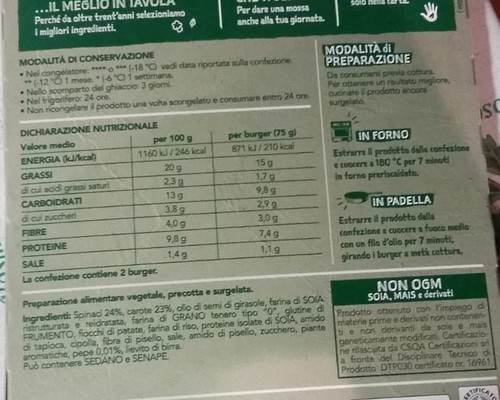 ...IL MEGLIO IN TAVOLA
Perché da oltre trent'anni selezioniamo
i migliori ingredienti.
Per dare una mossa
anche alla tua giornata.
solo nella carta.
MODALITÀ DI CONSERVAZIONE
• Nel congelatore: **** o *** (-18 °C) vedi data riportata sulla confezione.
** (-12 °C) 1 mese. * (-6 °C) 1 settimana.
• Nello scomparto del ghiaccio: 3 giorni.
• Nel frigorifero: 24 ore.
• Non ricongelare il prodotto una volta scongelato e consumare entro 24 ore.
DICHIARAZIONE NUTRIZIONALE
Valore medio per 100 g per burger (75 g)
ENERGIA (kJ/kcal) 1160 kJ / 246 kcal 871 kJ / 210 kcal
GRASSI 20 g 15 g
di cui acidi grassi saturi 2,3 g 1,7 g
CARBOIDRATI 13 g 9,8 g
di cui zuccheri 3,8 g 2,9 g
FIBRE 4,0 g 3,0 g
PROTEINE 9,8 g 7,4 g
SALE 1,4 g 1,1 g
La confezione contiene 2 burger.
Preparazione alimentare vegetale, precotta e surgelata.
Ingredienti: Spinaci 24%, carote 23%, olio di semi di girasole, farina di SOIA
ristrutturata e reidratata, farina di GRANO tenero tipo "0", glutine di
FRUMENTO, fiocchi di patate, farina di riso, proteine isolate di SOIA, amido
di tapioca, cipolla, fibra di pisello, sale, amido di pisello, zucchero, piante
aromatiche, pepe 0,01%, lievito di birra.
Può contenere SEDANO e SENAPE.
MODALITÀ di
PREPARAZIONE
Da consumarsi previa cottura.
Per ottenere un risultato migliore,
cucinare il prodotto ancora
surgelato.
IN FORNO
Estrarre il prodotto dalla confezione
e cuocere a 180 °C per 7 minuti
in forno preriscaldato.
IN PADELLA
Estrarre il prodotto dalla
confezione e cuocere a fuoco medio
con un filo d'olio per 7 minuti,
girando i burger a metà cottura.
NON OGM
SOIA, MAIS e derivati
Prodotto ottenuto con l'impiego di
materie prime e derivati non contenen-
ti e non derivanti da soia e mais
geneticamente modificati. Certificazio-
ne rilasciata da CSQA Certificazioni srl
a fronte del Disciplinare Tecnico di
Prodotto DTP030 certificato nr. 16961